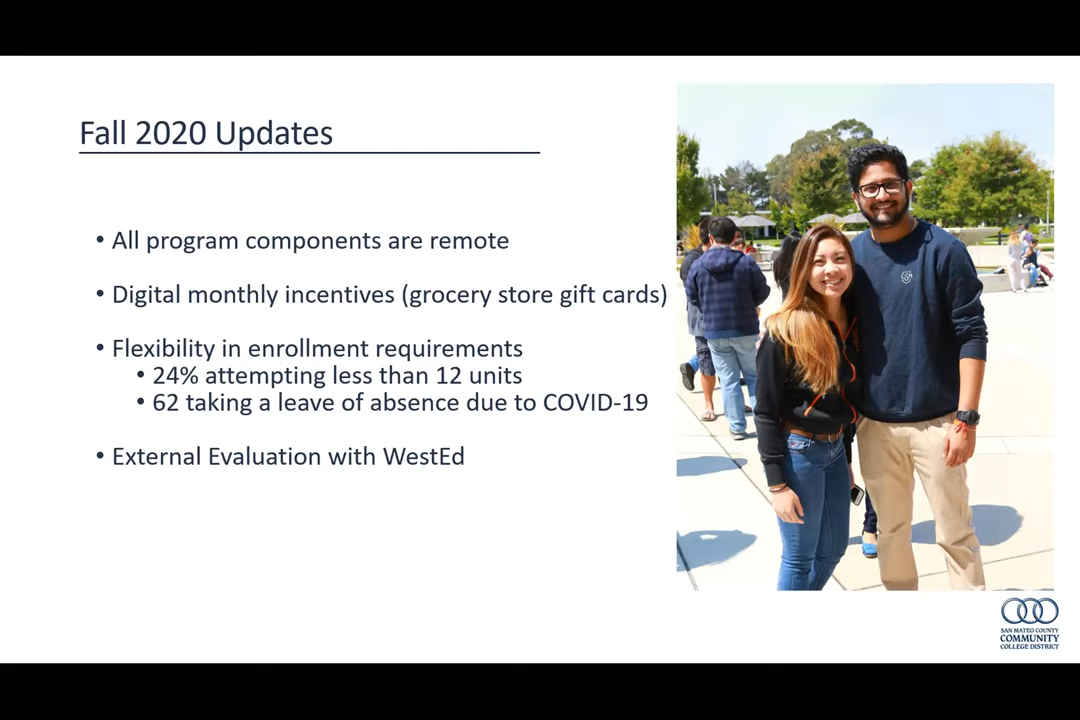 Fall 2020 Updates
• All program components are remote
• Digital monthly incentives (grocery store gift cards)
• Flexibility in enrollment requirements
• 24% attempting less than 12 units
• 62 taking a leave of absence due to COVID-19
• External Evaluation with WestEd
CSM
SAN MATEO COUNTY
COMMUNITY
COLLEGE DISTRICT